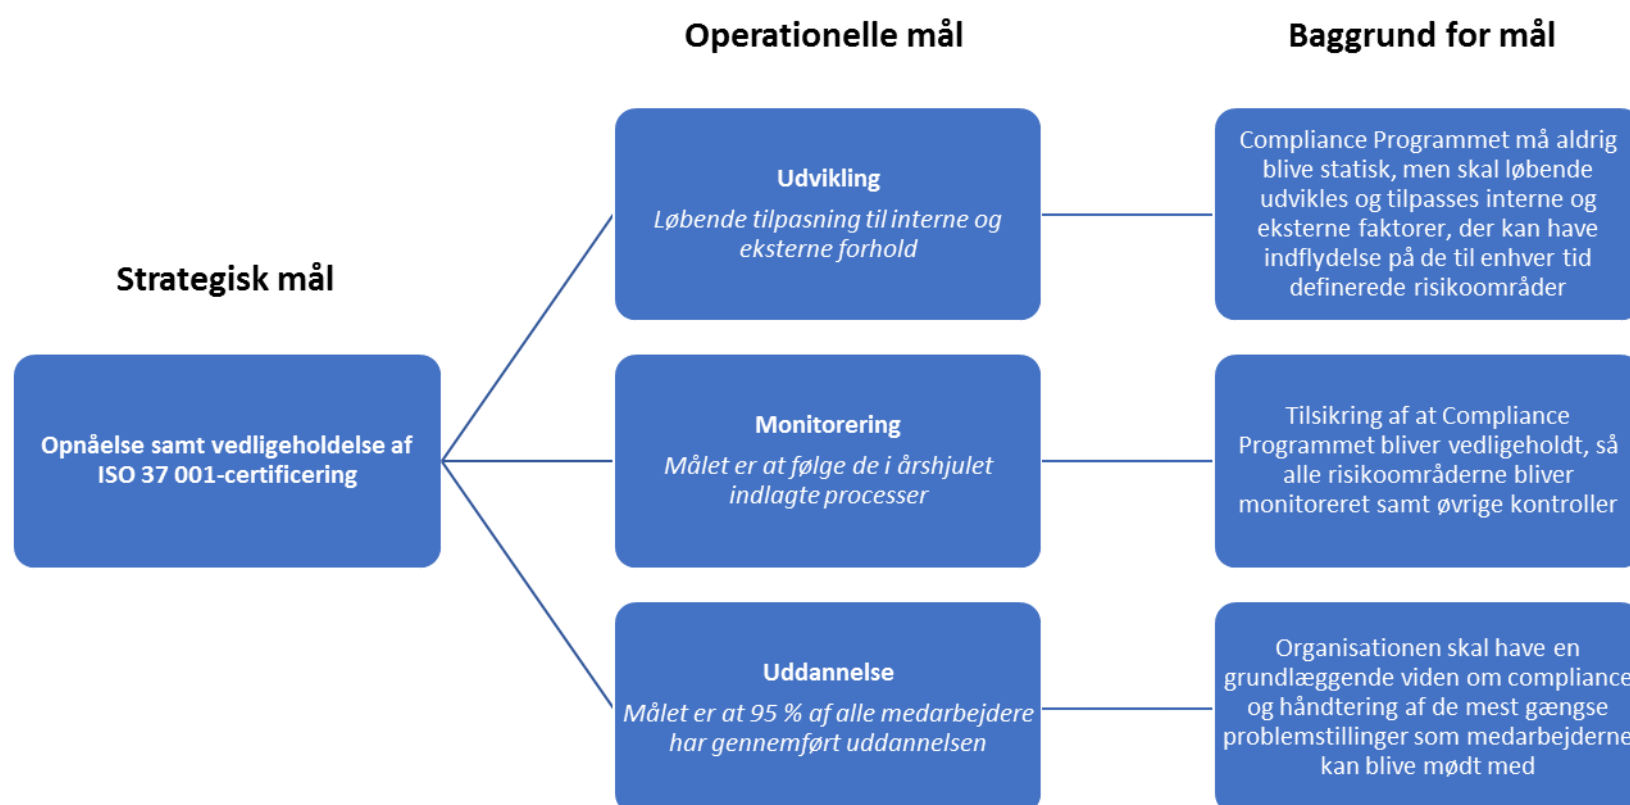 Operationelle mål
Baggrund for mål
Strategisk mål
Opnåelse samt vedligeholdelse af
ISO 37 001-certificering
Udvikling
Løbende tilpasning til interne og
eksterne forhold
Compliance Programmet må aldrig
blive statisk, men skal løbende
udvikles og tilpasses interne og
eksterne faktorer, der kan have
indflydelse på de til enhver tid
definerede risikoområder
Monitorering
Målet er at følge de i årshjulet
indlagte processer
Tilsikring af at Compliance
Programmet bliver vedligeholdt, så
alle risikoområderne bliver
monitoreret samt øvrige kontroller
Uddannelse
Målet er at 95 % af alle medarbejdere
har gennemført uddannelsen
Organisationen skal have en
grundlæggende viden om compliance
og håndtering af de mest gængse
problemstillinger som medarbejderne
kan blive mødt med